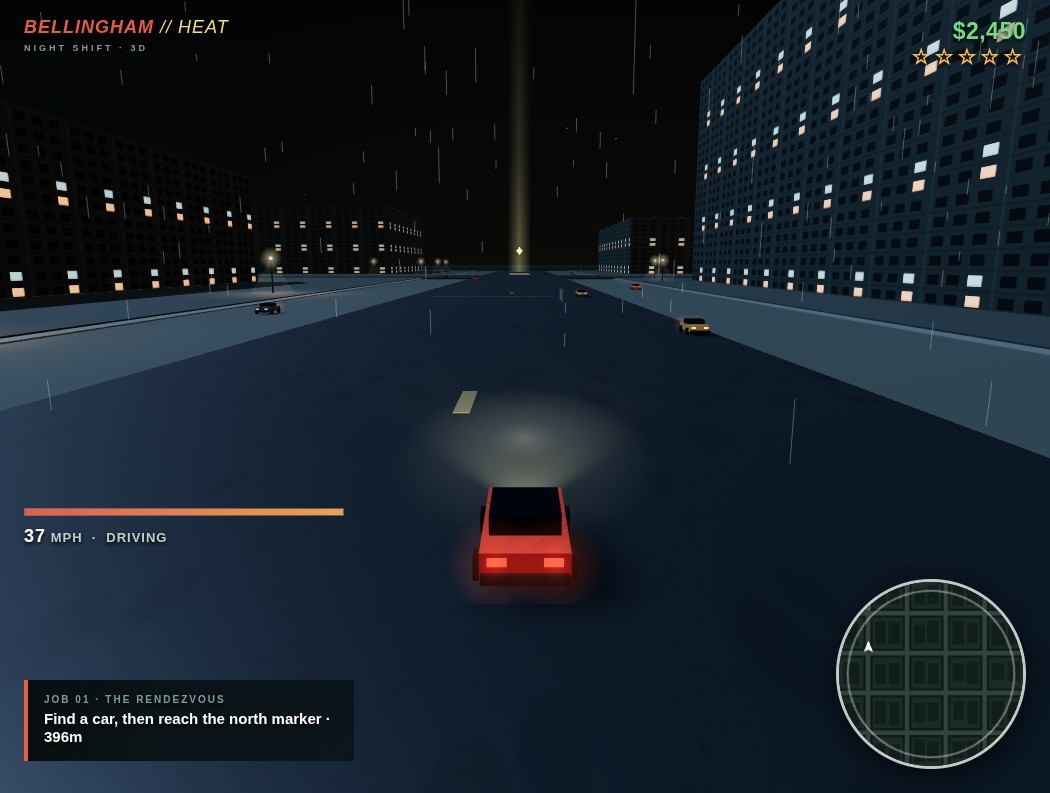 BELLINGHAM // HEAT
NIGHT SHIFT · 3D
$2,450
☆☆☆☆☆
37 MPH · DRIVING
JOB 01 · THE RENDEZVOUS
Find a car, then reach the north marker ·
396m